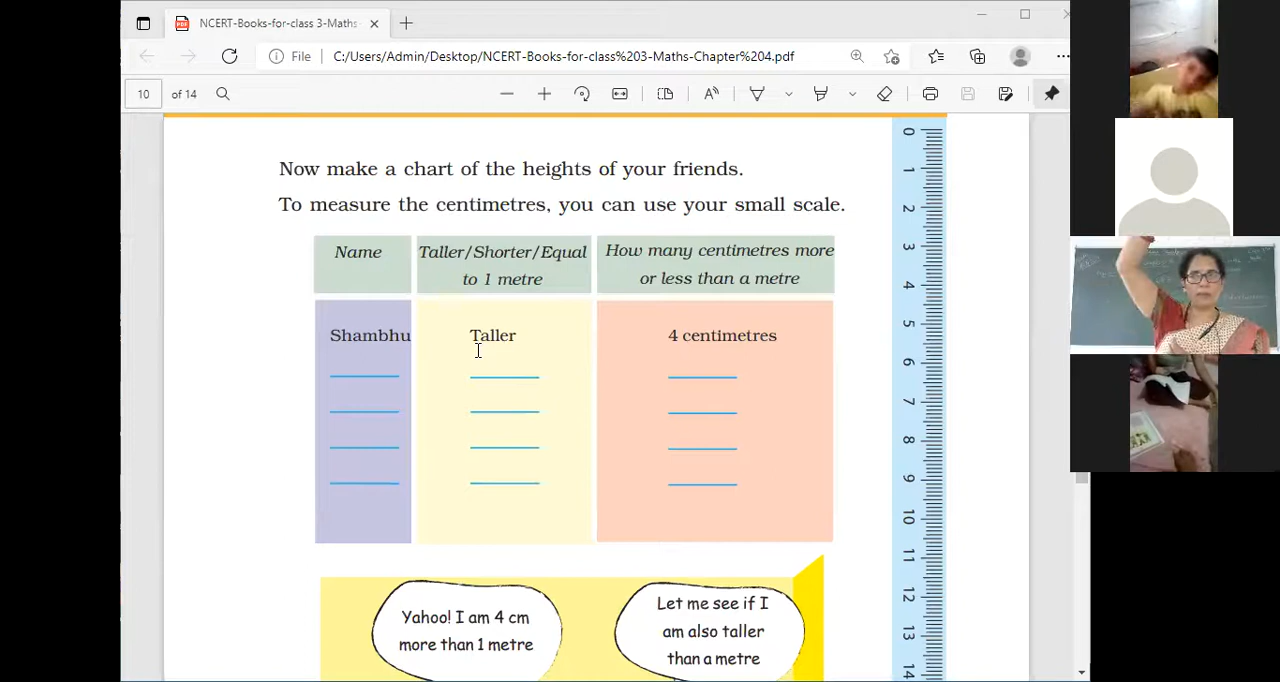 NCERT-Books-for-class 3-Maths-
File C:/Users/Admin/Desktop/NCERT-Books-for-class%203-Maths-Chapter%204.pdf
10 of 14
Now make a chart of the heights of your friends.
To measure the centimetres, you can use your small scale.
Name
Taller/Shorter/Equal
to 1 metre
How many centimetres more
or less than a metre
Shambhu Taller 4 centimetres
Yahoo! I am 4 cm
more than 1 metre
Let me see if I
am also taller
than a metre
0
1
2
3
4
5
6
7
8
9
10
11
12
13
14